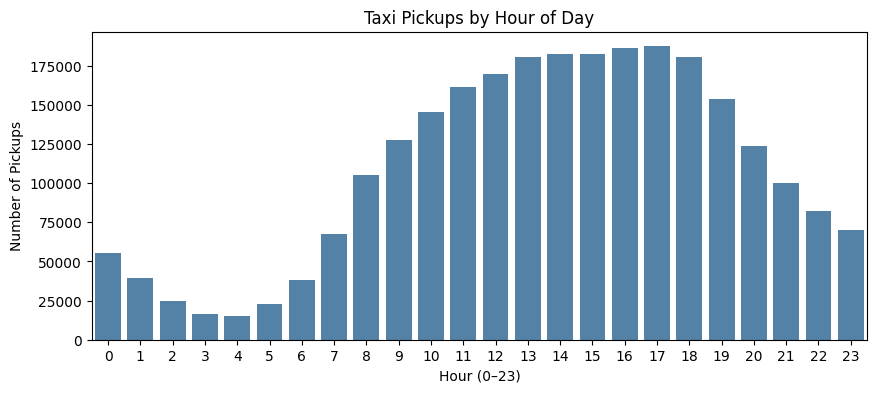 Taxi Pickups by Hour of Day
Number of Pickups
175000
150000
125000
100000
75000
50000
25000
0
0 1 2 3 4 5 6 7 8 9 10 11 12 13 14 15 16 17 18 19 20 21 22 23
Hour (0–23)